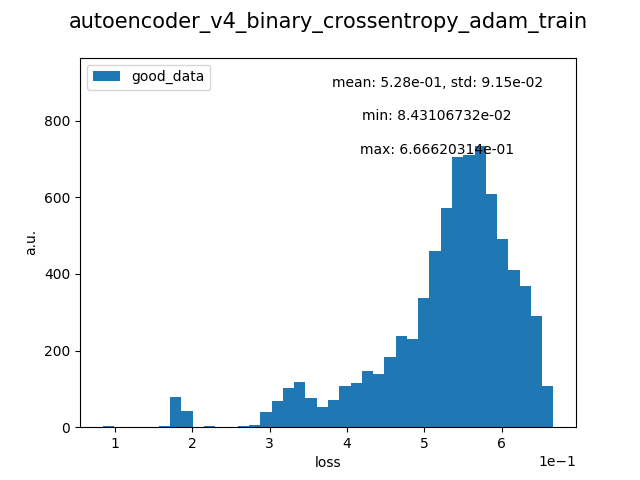 autoencoder_v4_binary_crossentropy_adam_train
good_data
mean: 5.28e-01, std: 9.15e-02
min: 8.43106732e-02
max: 6.66620314e-01
800
600
400
200
0
a.u.
1 2 3 4 5 6
loss
1e−1